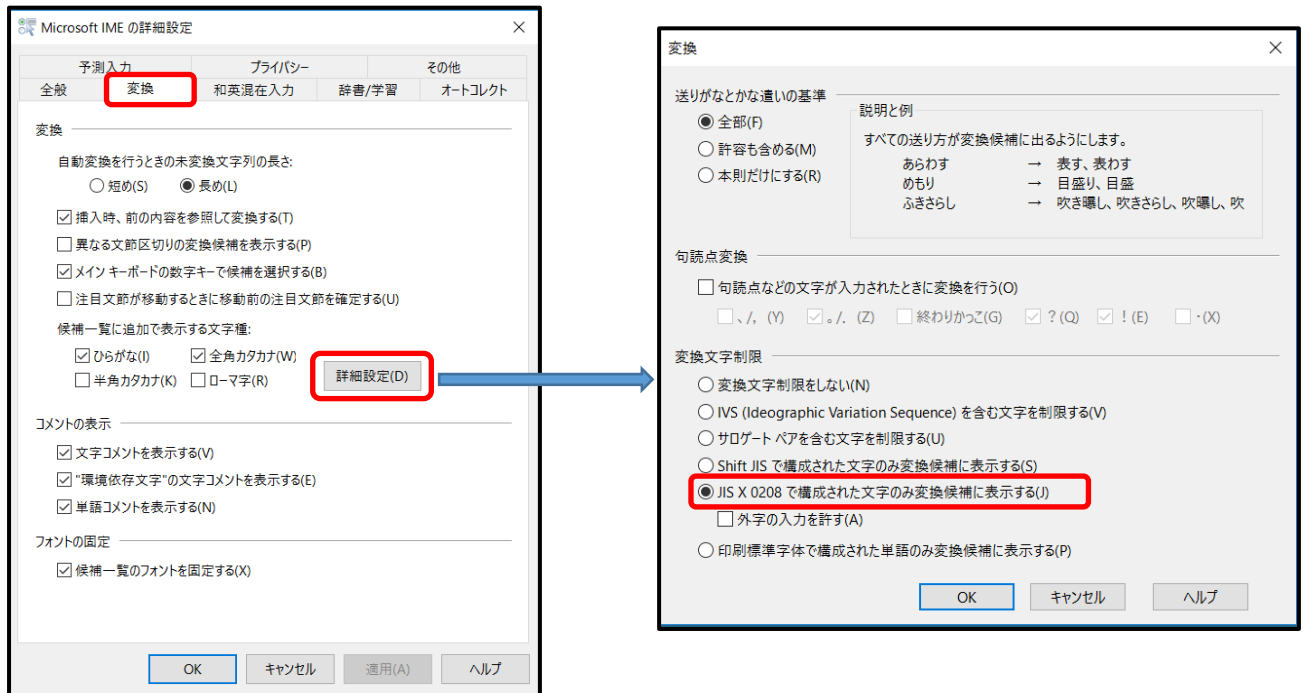 Microsoft IME の詳細設定
予測入力 プライバシー その他
全般 変換 和英混在入力 辞書/学習 オートコレクト
変換
自動変換を行うときの未変換文字列の長さ:
短め(S) 長め(L)
挿入時、前の内容を参照して変換する(T)
異なる文節区切りの変換候補を表示する(P)
メイン キーボードの数字キーで候補を選択する(B)
注目文節が移動するときに移動前の注目文節を確定する(U)
候補一覧に追加で表示する文字種:
ひらがな(I) 全角カタカナ(W)
半角カタカナ(K) ローマ字(R)
詳細設定(D)
コメントの表示
文字コメントを表示する(V)
"環境依存文字"の文字コメントを表示する(E)
単語コメントを表示する(N)
フォントの固定
候補一覧のフォントを固定する(X)
OK キャンセル 適用(A) ヘルプ
変換
送りがなとかな遣いの基準
全部(F)
許容も含める(M)
本則だけにする(R)
説明と例
すべての送り方が変換候補に出るようにします。
あらわす → 表す、表わす
めもり → 目盛り、目盛
ふきさらし → 吹き曝し、吹きさらし、吹曝し、吹
句読点変換
句読点などの文字が入力されたときに変換を行う(O)
、/, (Y) 。/. (Z) 終わりかっこ(G) ?(Q) !(E) ・(X)
変換文字制限
変換文字制限をしない(N)
IVS (Ideographic Variation Sequence) を含む文字を制限する(V)
サロゲート ペアを含む文字を制限する(U)
Shift JIS で構成された文字のみ変換候補に表示する(S)
JIS X 0208 で構成された文字のみ変換候補に表示する(J)
外字の入力を許す(A)
印刷標準字体で構成された単語のみ変換候補に表示する(P)
OK キャンセル ヘルプ